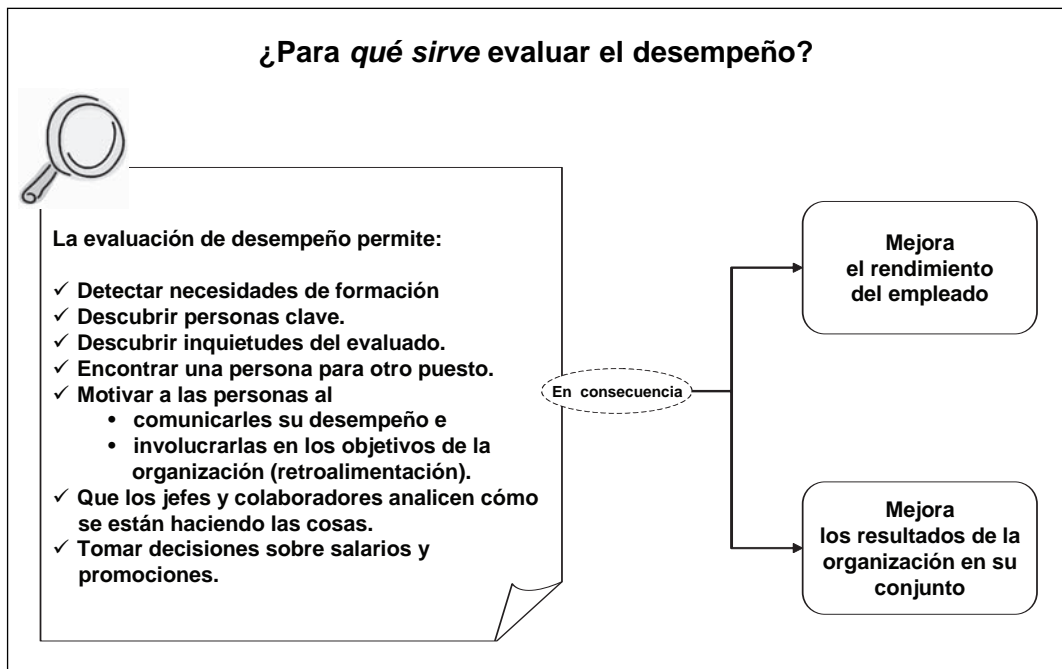 ¿Para qué sirve evaluar el desempeño?
La evaluación de desempeño permite:
✓ Detectar necesidades de formación
✓ Descubrir personas clave.
✓ Descubrir inquietudes del evaluado.
✓ Encontrar una persona para otro puesto.
✓ Motivar a las personas al
• comunicarles su desempeño e
• involucrarlas en los objetivos de la
organización (retroalimentación).
✓ Que los jefes y colaboradores analicen cómo
se están haciendo las cosas.
✓ Tomar decisiones sobre salarios y
promociones.
En consecuencia
Mejora
el rendimiento
del empleado
Mejora
los resultados de la
organización en su
conjunto